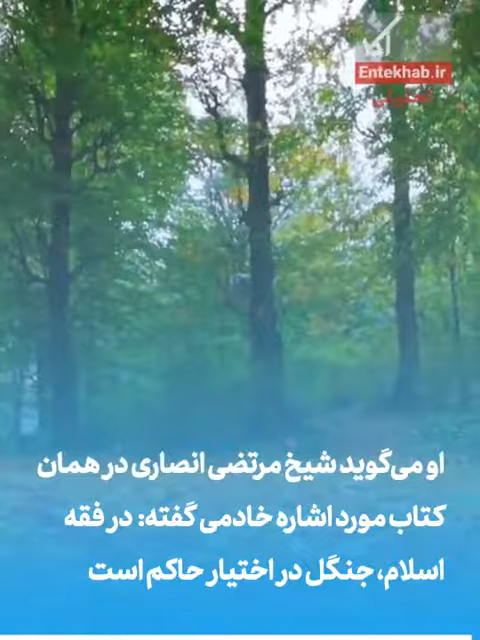 Entekhab.ir
او می‌گوید شیخ مرتضی انصاری در همان
کتاب مورد اشاره خادمی گفته: در فقه
اسلام، جنگل در اختیار حاکم است